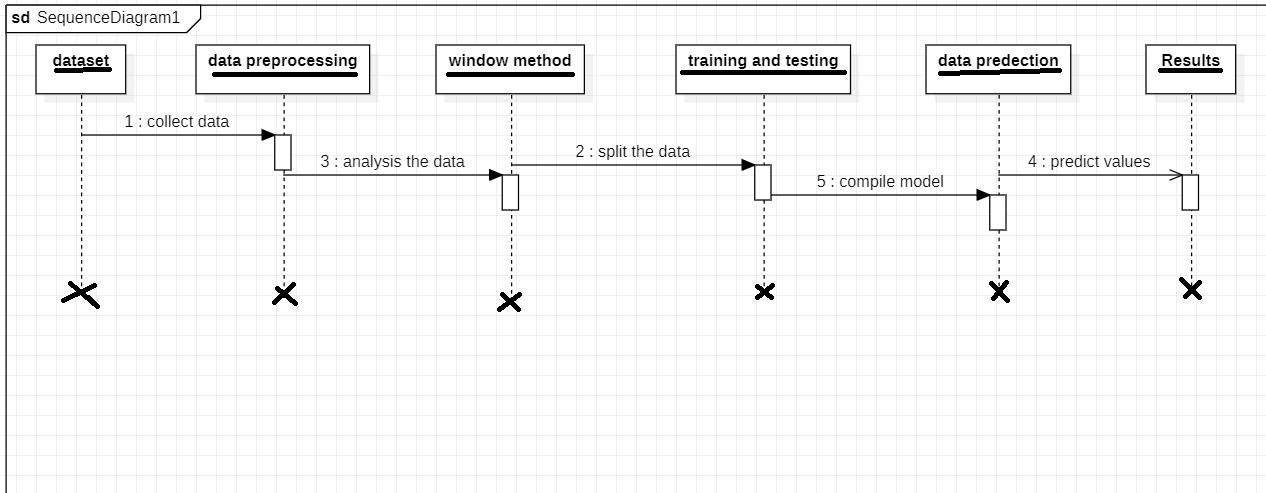 sd SequenceDiagram1
dataset
data preprocessing
window method
training and testing
data predection
Results
1 : collect data
3 : analysis the data
2 : split the data
5 : compile model
4 : predict values